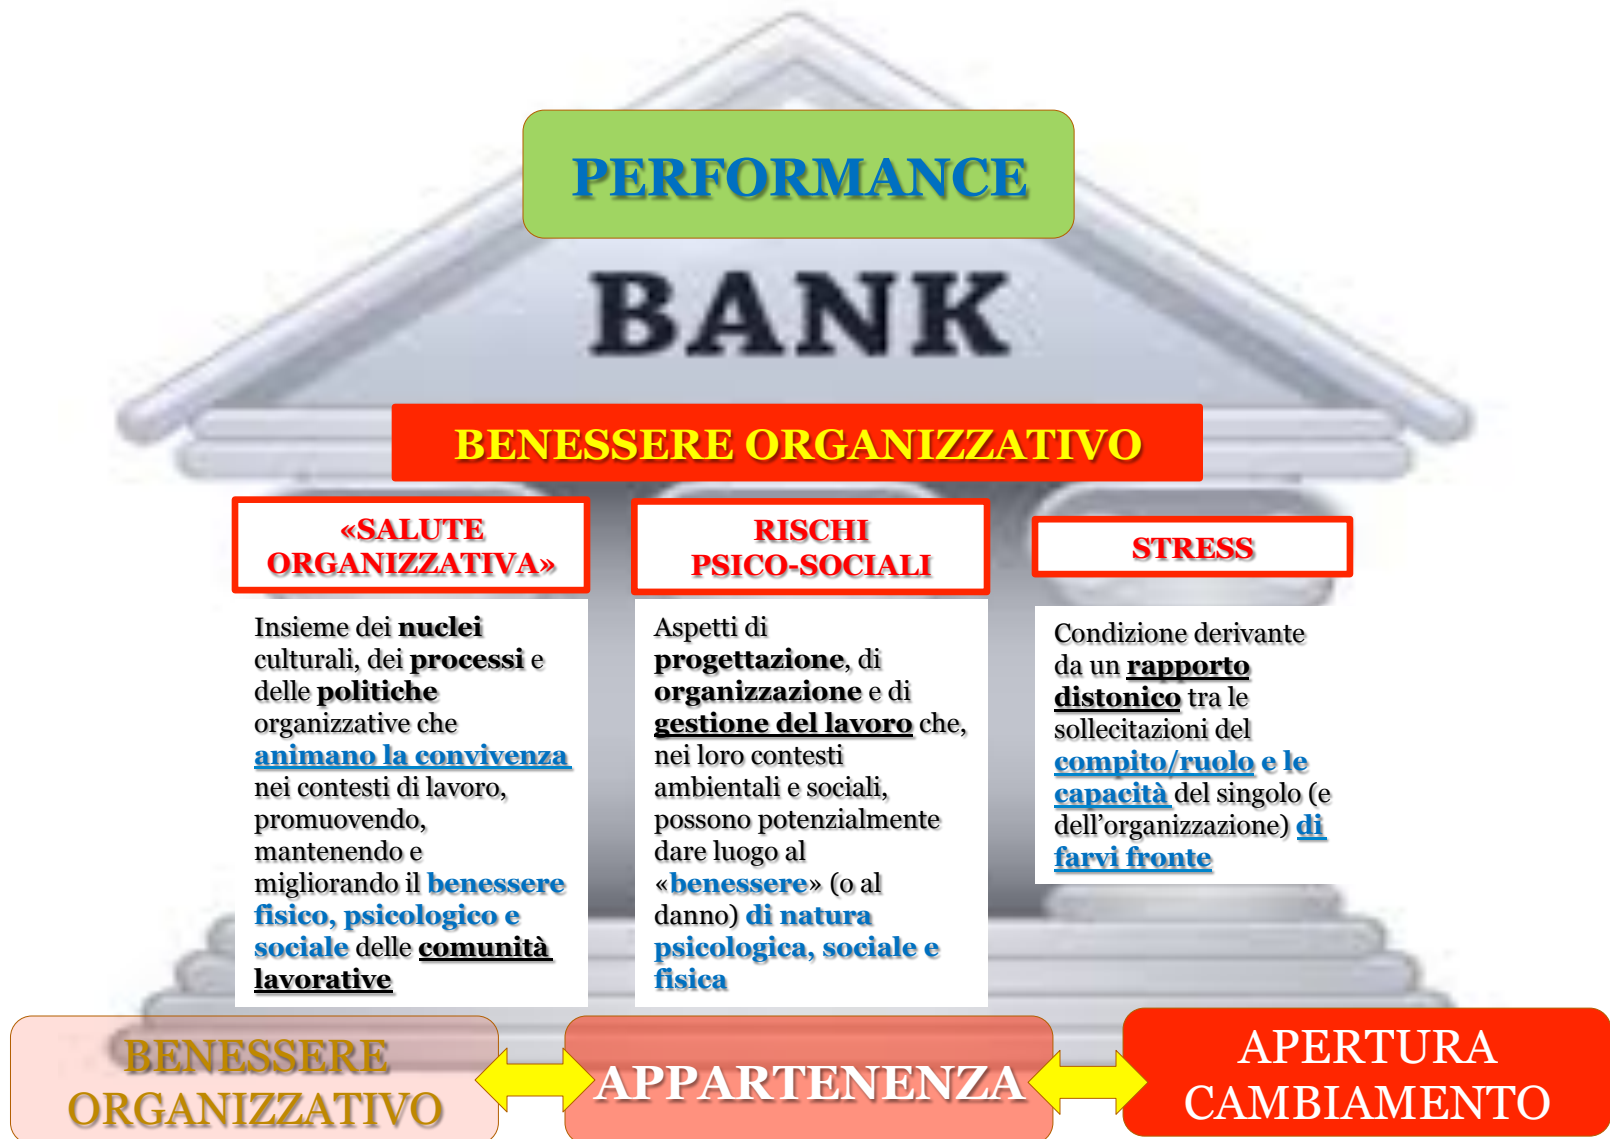 PERFORMANCE
BANK
BENESSERE ORGANIZZATIVO
«SALUTE
ORGANIZZATIVA»
Insieme dei nuclei
culturali, dei processi e
delle politiche
organizzative che
animano la convivenza
nei contesti di lavoro,
promuovendo,
mantenendo e
migliorando il benessere
fisico, psicologico e
sociale delle comunità
lavorative
RISCHI
PSICO-SOCIALI
Aspetti di
progettazione, di
organizzazione e di
gestione del lavoro che,
nei loro contesti
ambientali e sociali,
possono potenzialmente
dare luogo al
«benessere» (o al
danno) di natura
psicologica, sociale e
fisica
STRESS
Condizione derivante
da un rapporto
distonico tra le
sollecitazioni del
compito/ruolo e le
capacità del singolo (e
dell'organizzazione) di
farvi fronte
BENESSERE
ORGANIZZATIVO
APPARTENENZA
APERTURA
CAMBIAMENTO